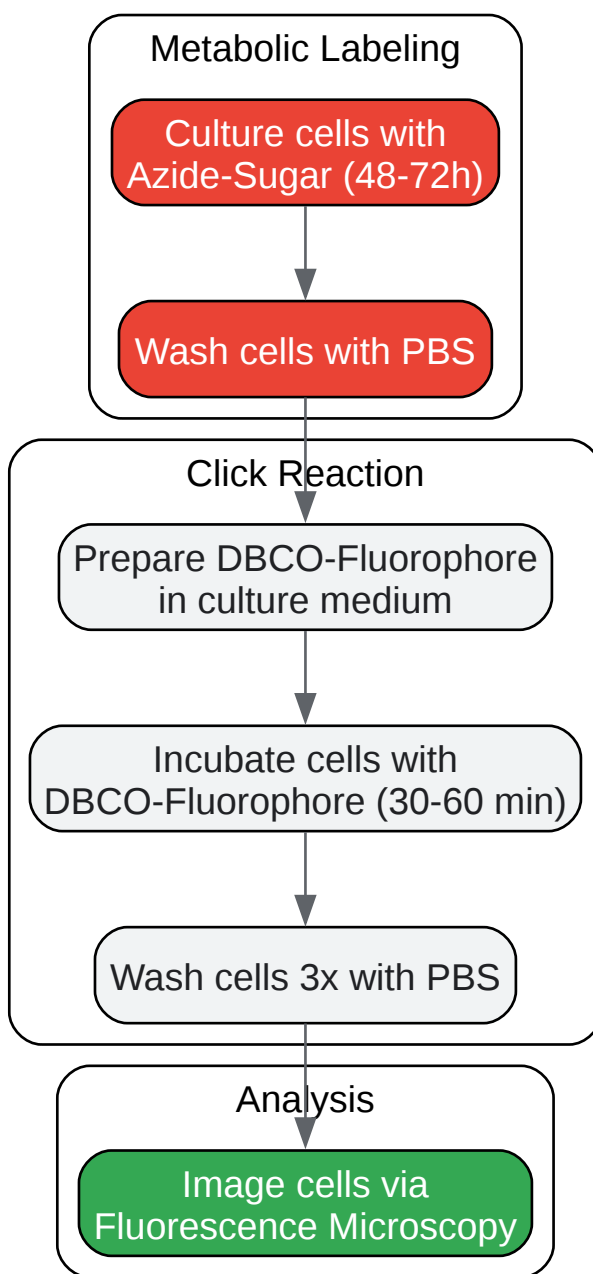 Metabolic Labeling
Culture cells with
Azide-Sugar (48-72h)
Wash cells with PBS
Click Reaction
Prepare DBCO-Fluorophore
in culture medium
Incubate cells with
DBCO-Fluorophore (30-60 min)
Wash cells 3x with PBS
Analysis
Image cells via
Fluorescence Microscopy